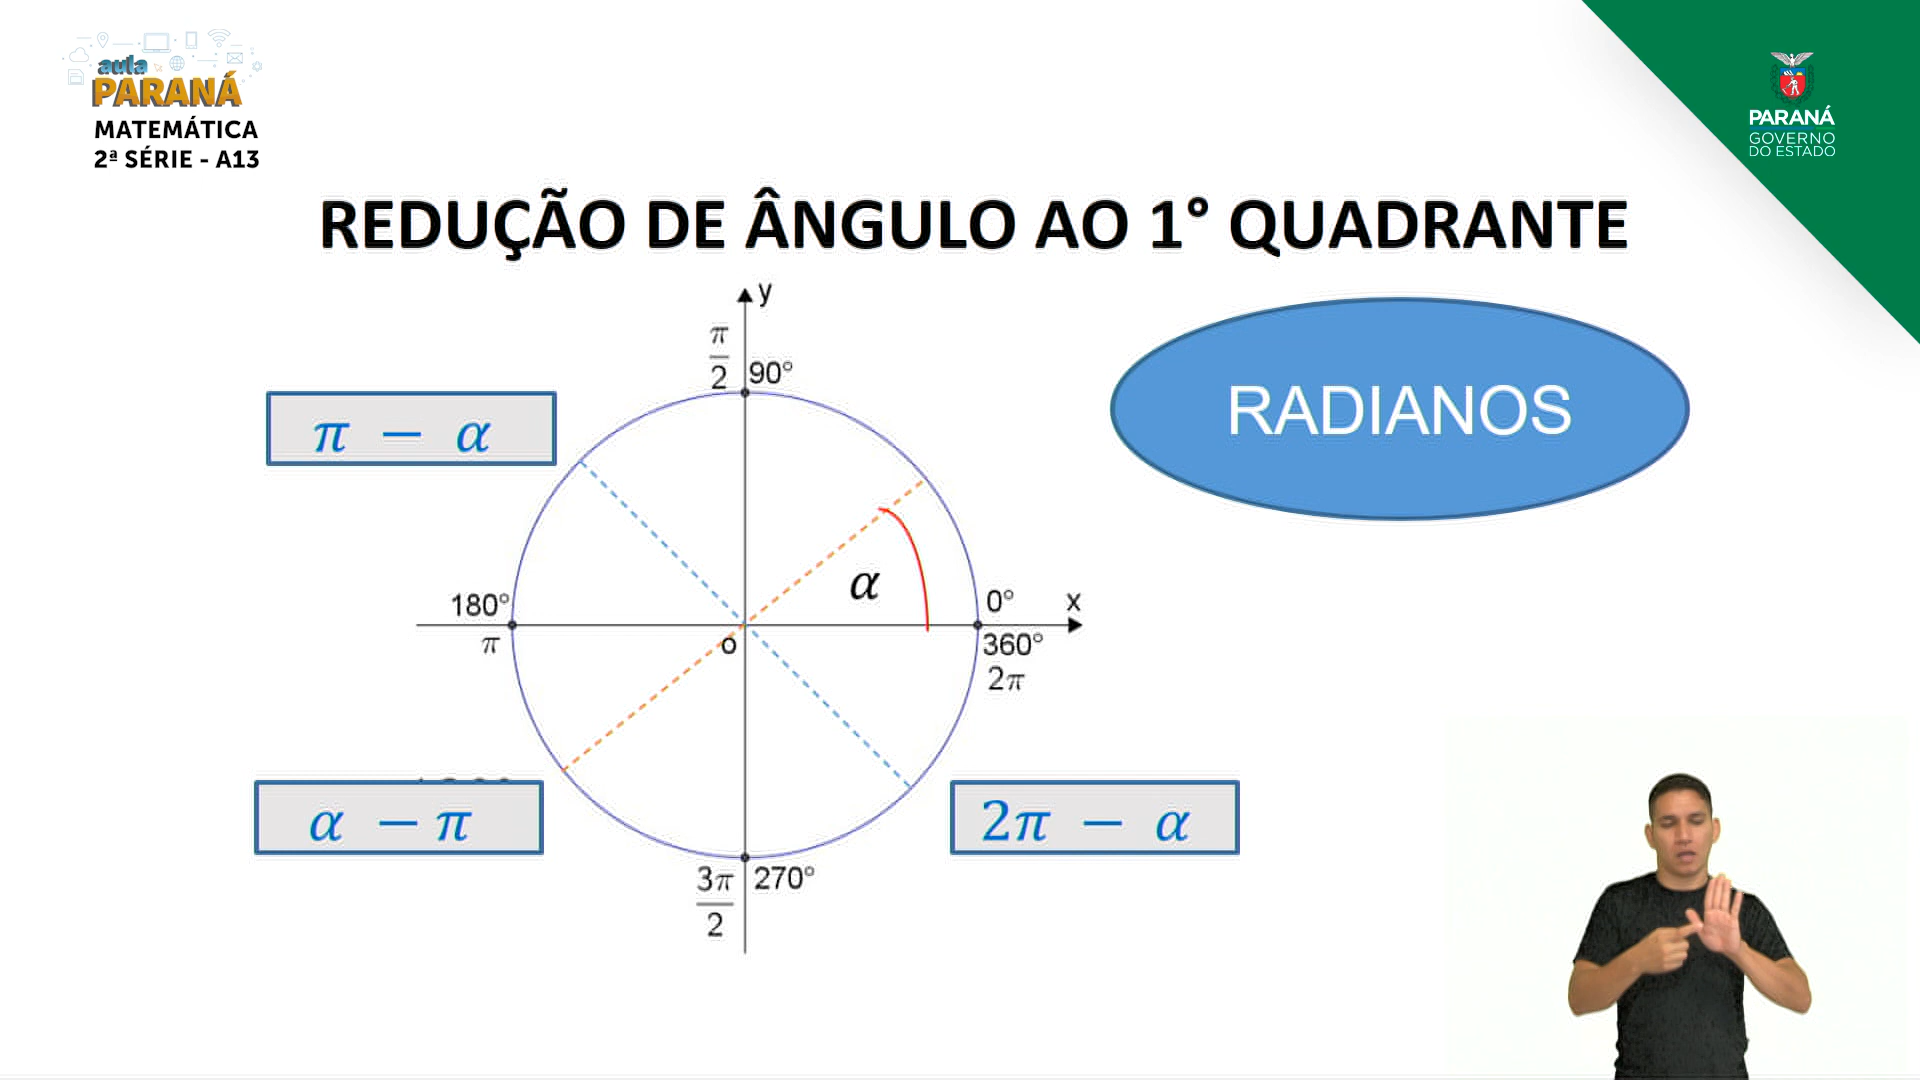 aula
PARANÁ
MATEMÁTICA
2ª SÉRIE - A13
PARANÁ
GOVERNO
DO ESTADO
REDUÇÃO DE ÂNGULO AO 1° QUADRANTE
y
π/2
90°
π − α
RADIANOS
α
180°
π
o
0°
x
360°
2π
α − π
2π − α
3π/2
270°